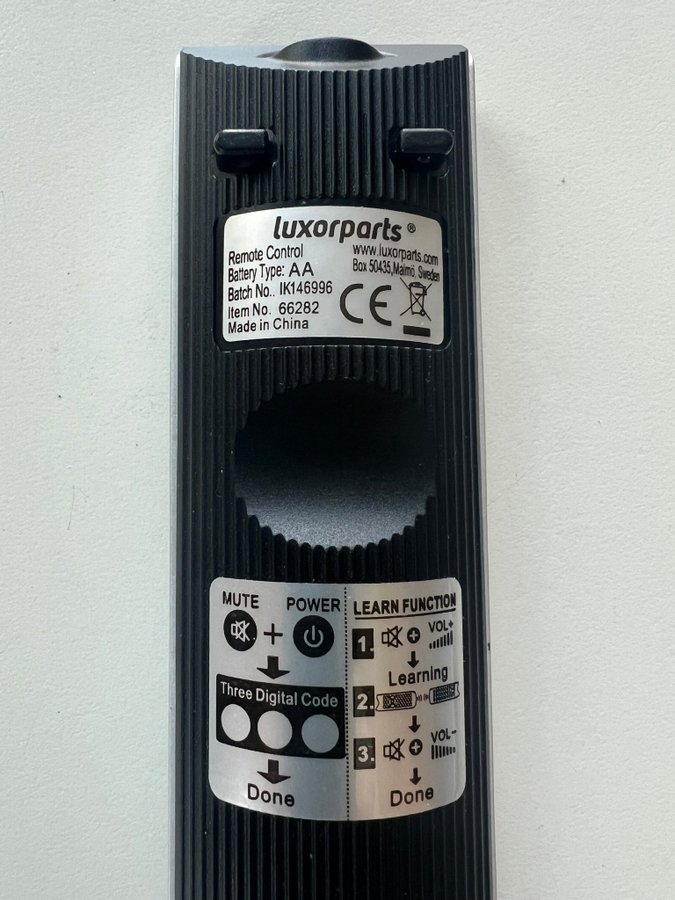 luxorparts®
Remote Control
Battery Type: AA
Batch No.. IK146996
Item No. 66282
Made in China
www.luxorparts.com
Box 50435, Malmö, Sweden
CE
MUTE POWER
+
Three Digital Code
Done
LEARN FUNCTION
1. + VOL+
Learning
2.
3. + VOL-
Done